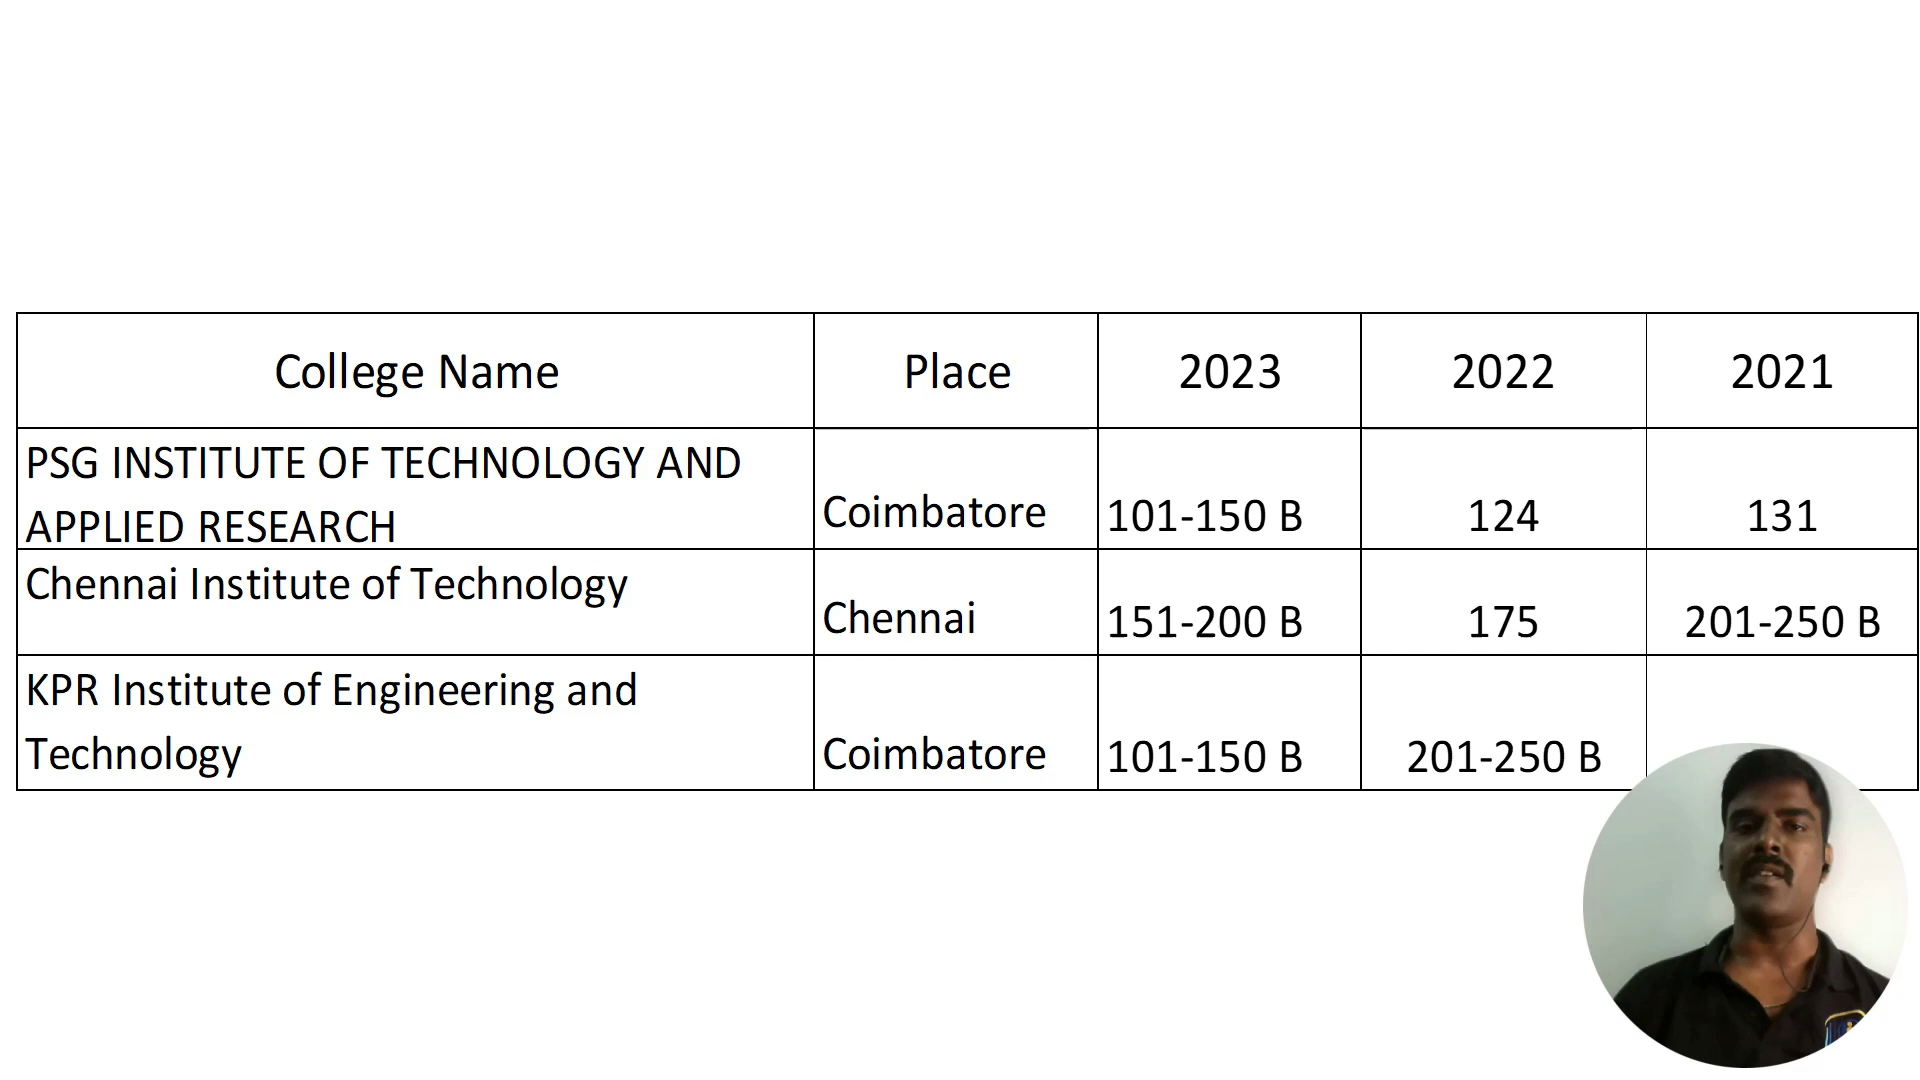 College Name Place 2023 2022 2021
PSG INSTITUTE OF TECHNOLOGY AND
APPLIED RESEARCH Coimbatore 101-150 B 124 131
Chennai Institute of Technology
Chennai 151-200 B 175 201-250 B
KPR Institute of Engineering and
Technology Coimbatore 101-150 B 201-250 B